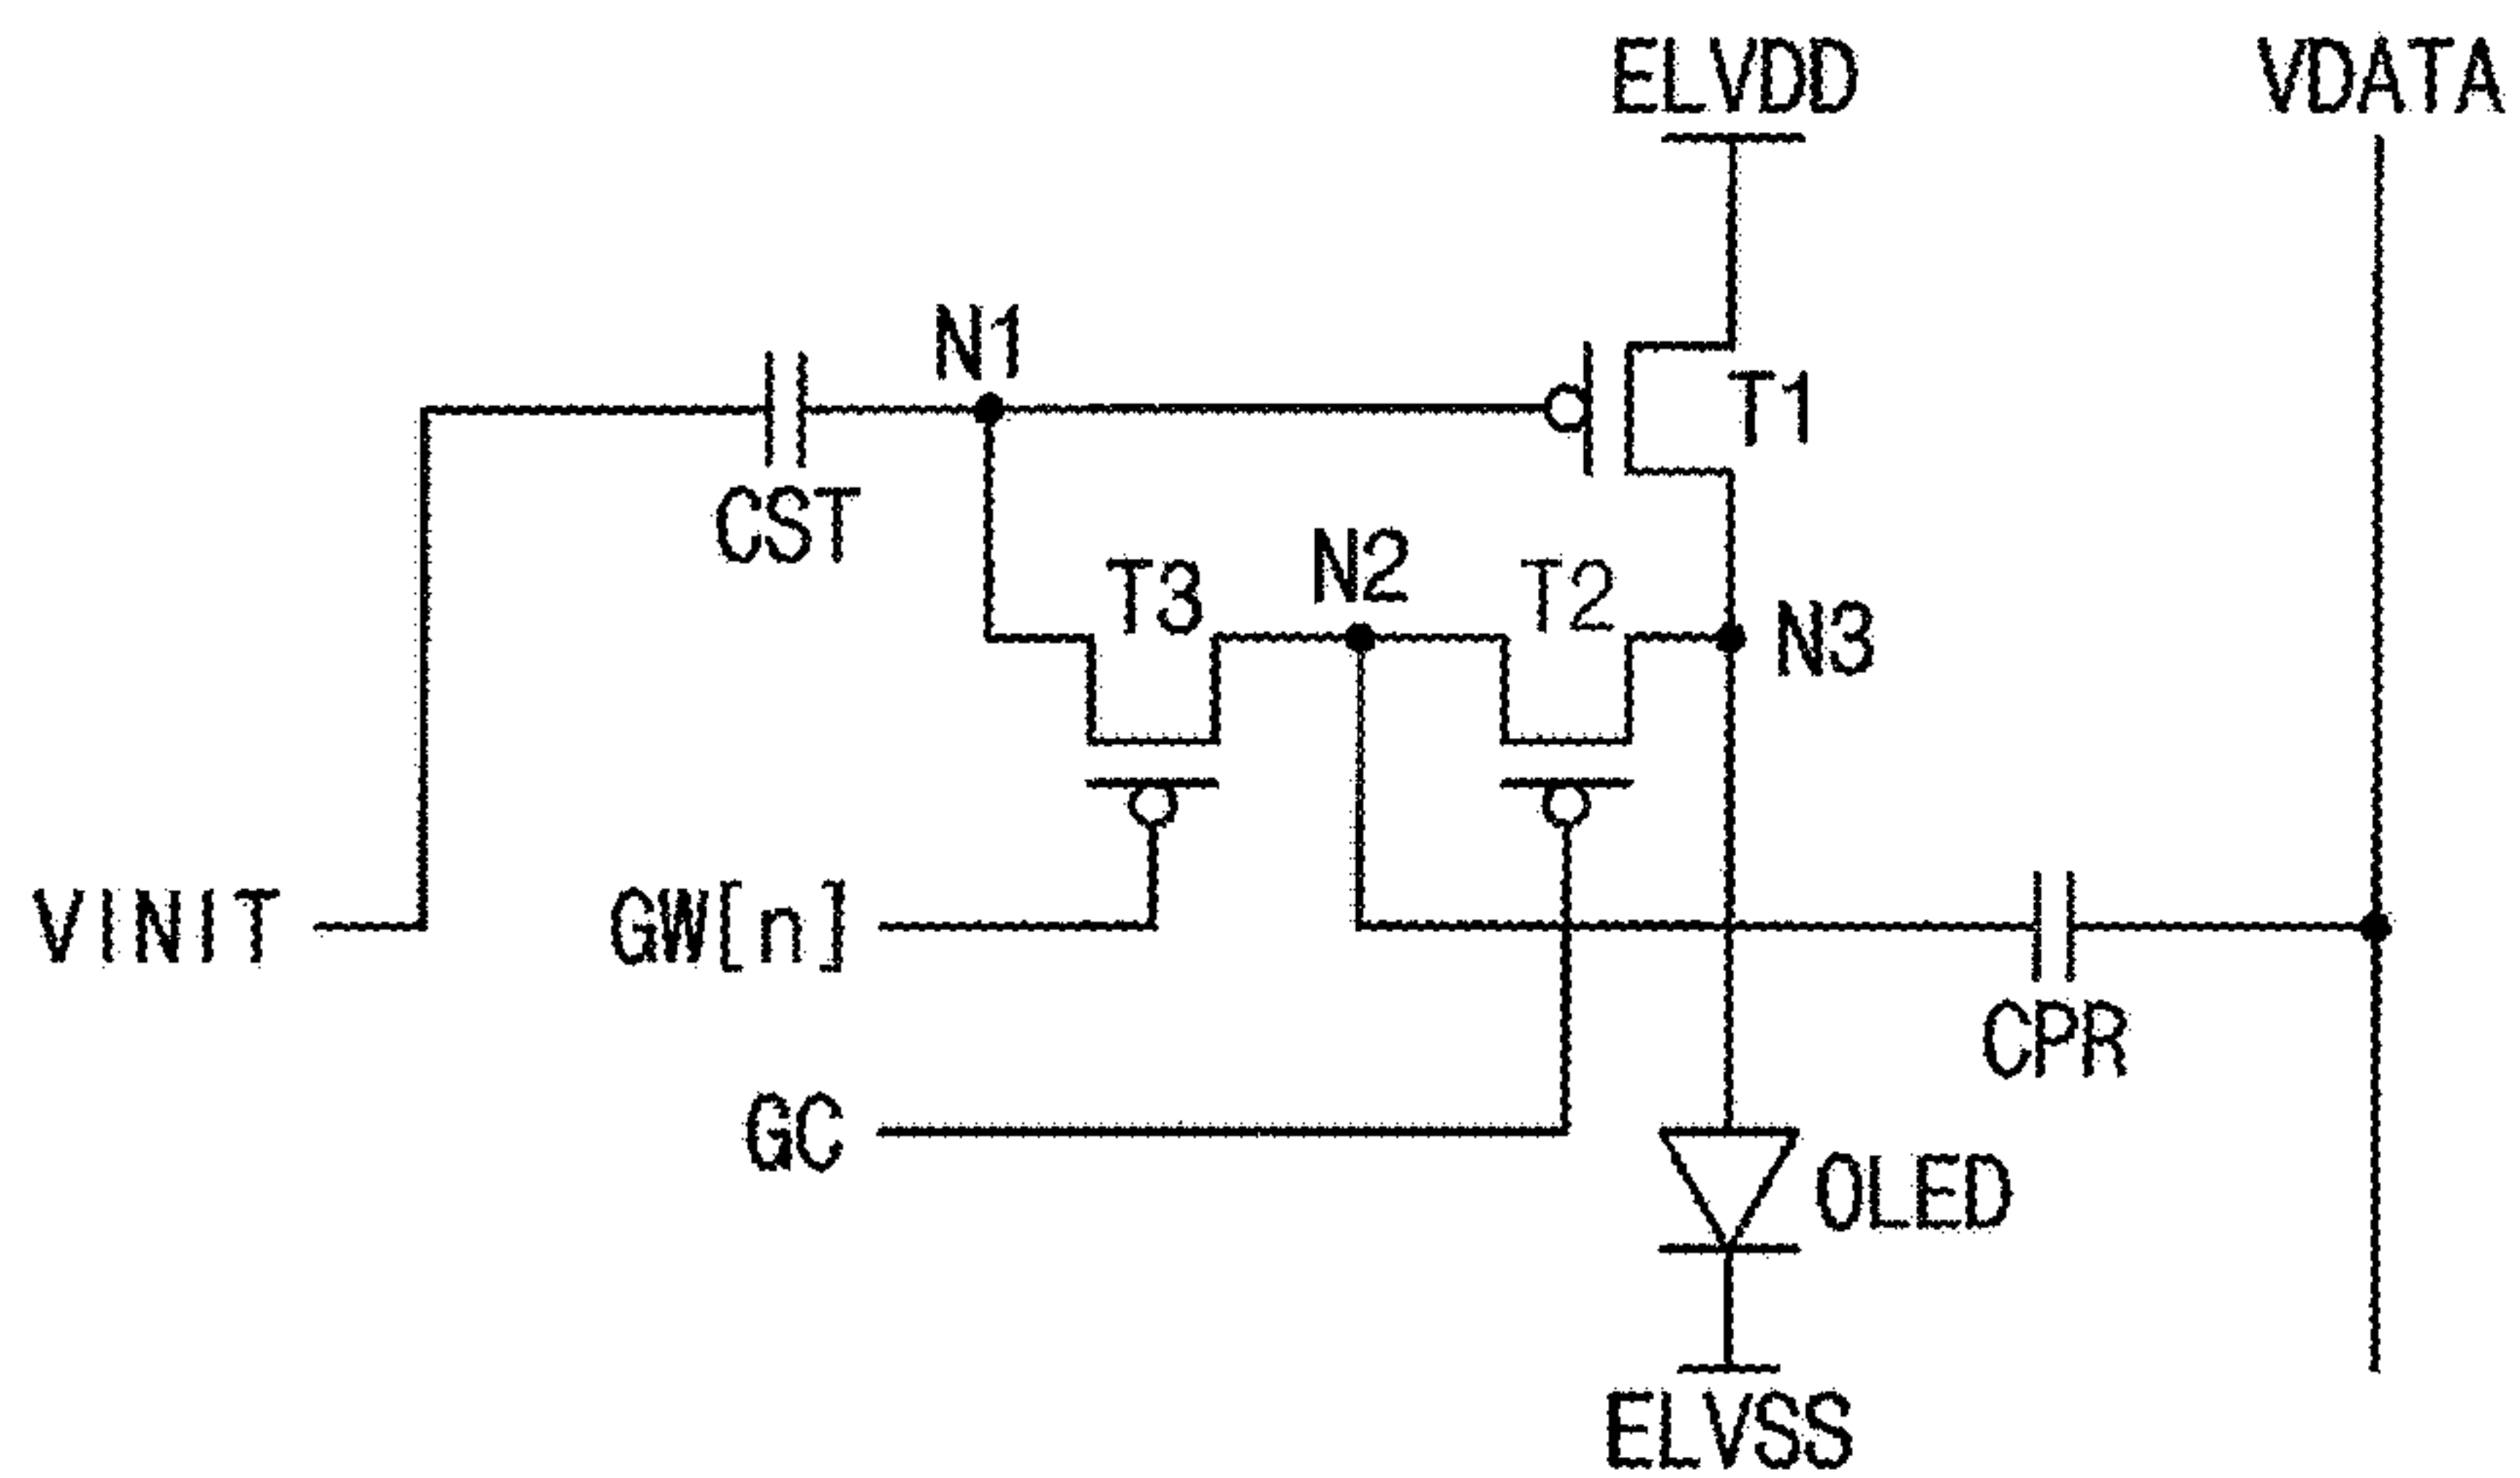 ELVDD
VDATA
N1
T1
CST
T3
N2
T2
N3
VINIT
GW[n]
CPR
GC
OLED
ELVSS